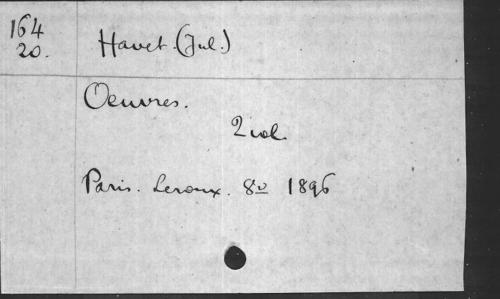 164
20.
Havet. (Jul.)
Oeuvres.
2 vol.
Paris. Leroux. 8º 1896